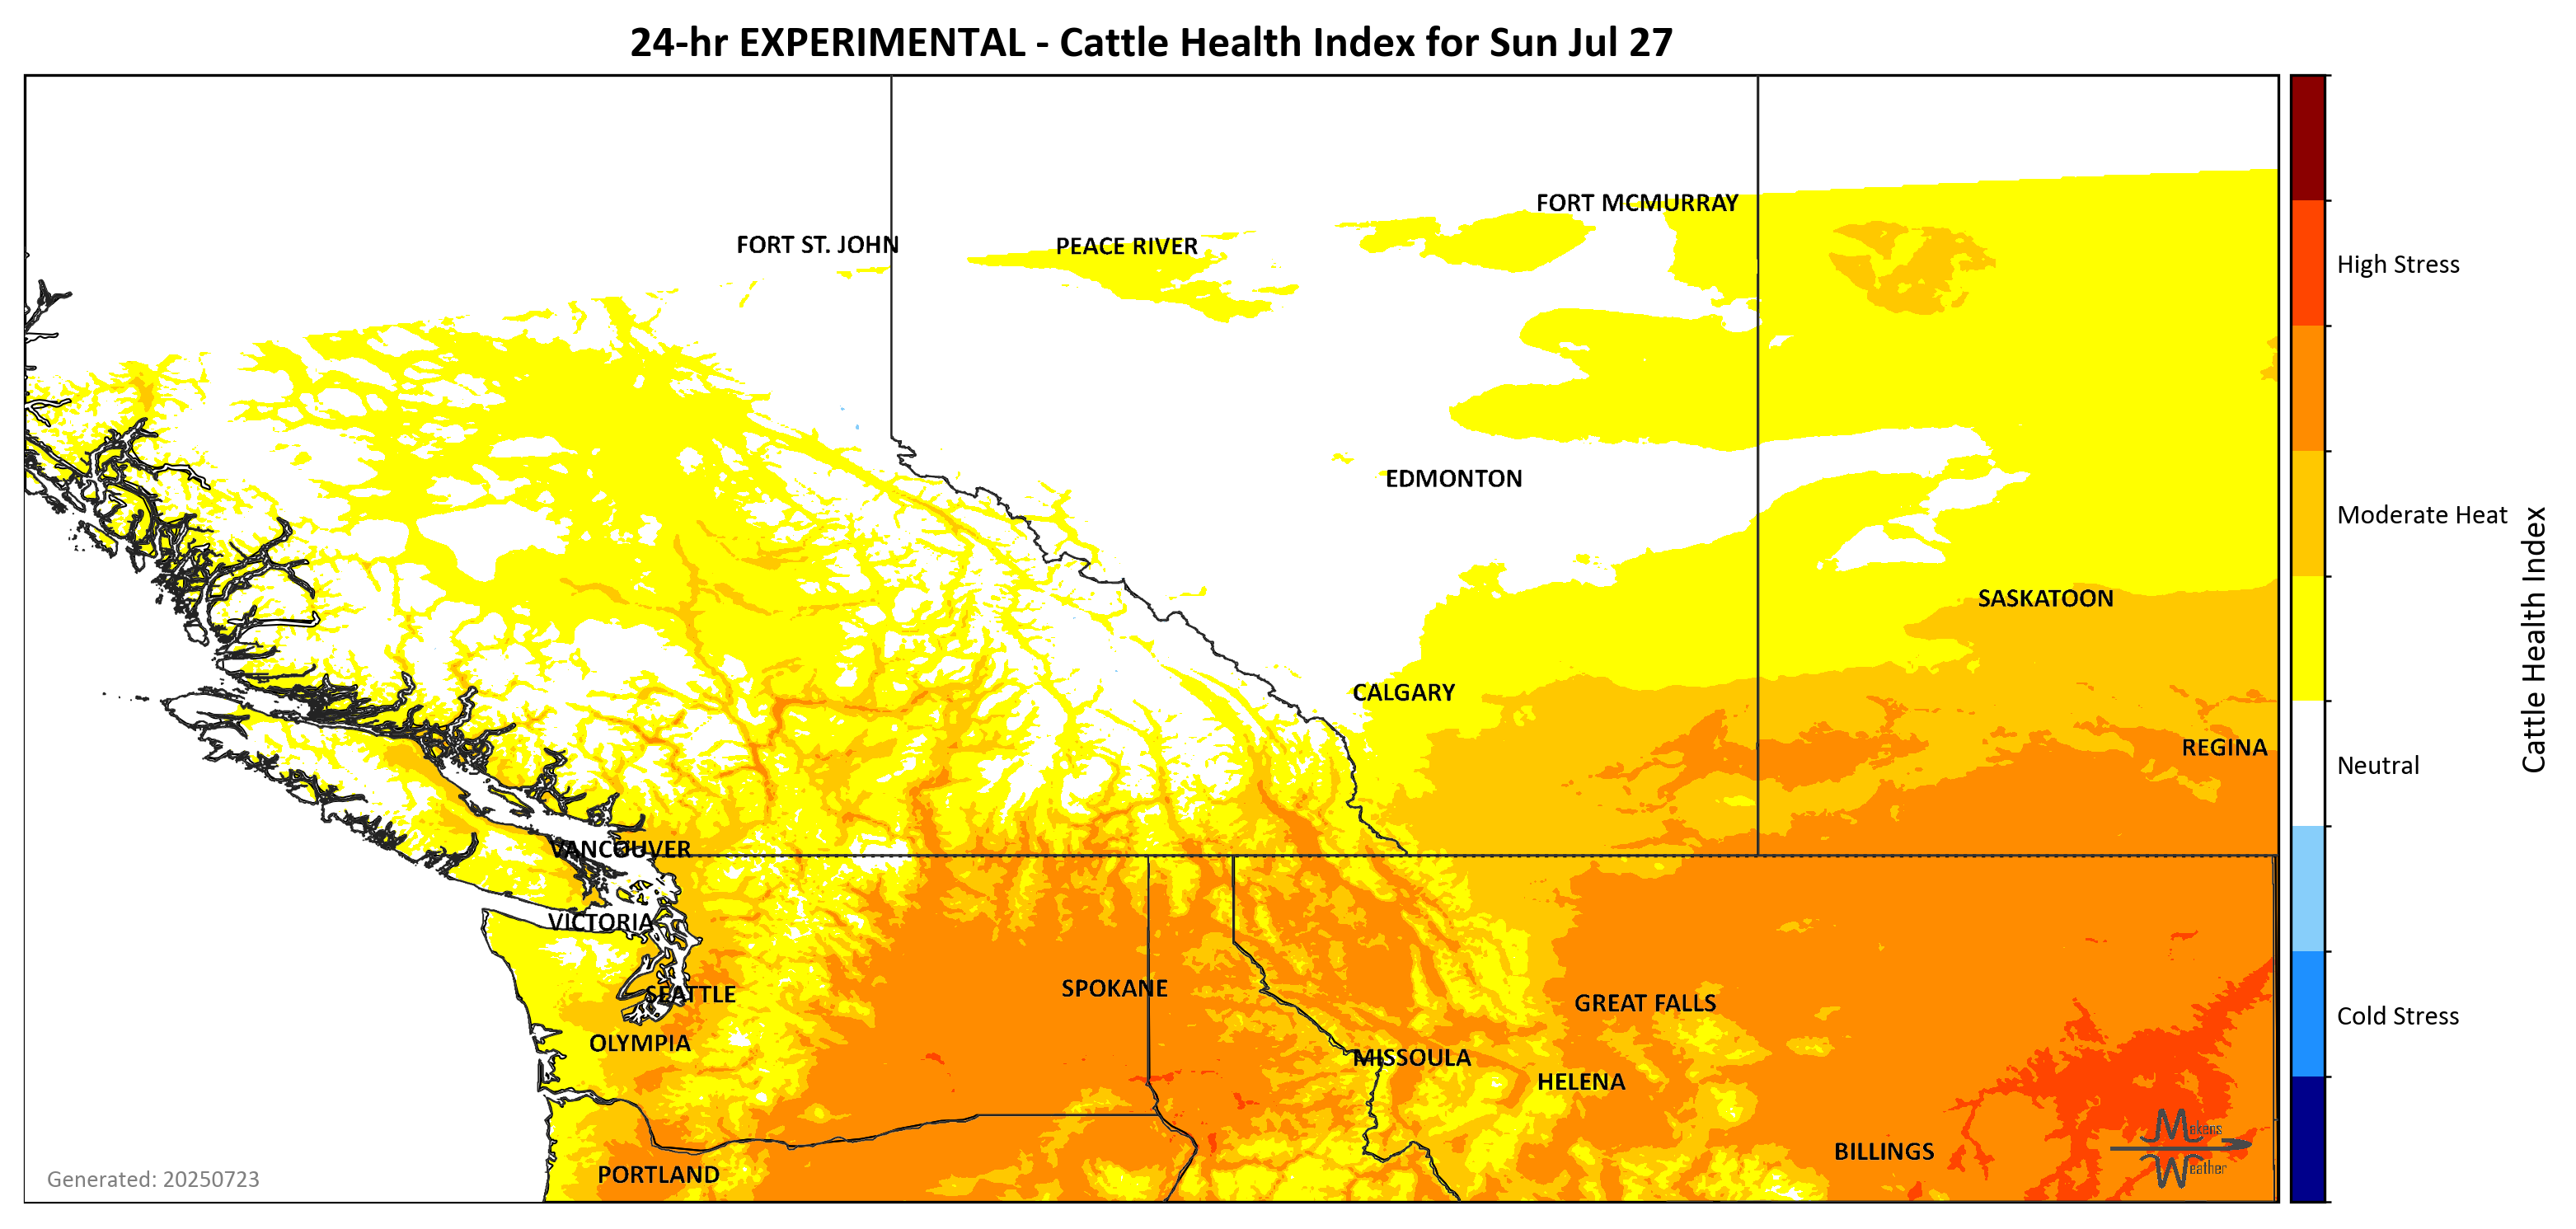 24-hr EXPERIMENTAL - Cattle Health Index for Sun Jul 27
FORT MCMURRAY
FORT ST. JOHN
PEACE RIVER
High Stress
EDMONTON
Moderate Heat
SASKATOON
Cattle Health Index
CALGARY
REGINA
Neutral
VANCOUVER
VICTORIA
SEATTLE
SPOKANE
GREAT FALLS
Cold Stress
OLYMPIA
MISSOULA
HELENA
Makens
Weather
BILLINGS
PORTLAND
Generated: 20250723